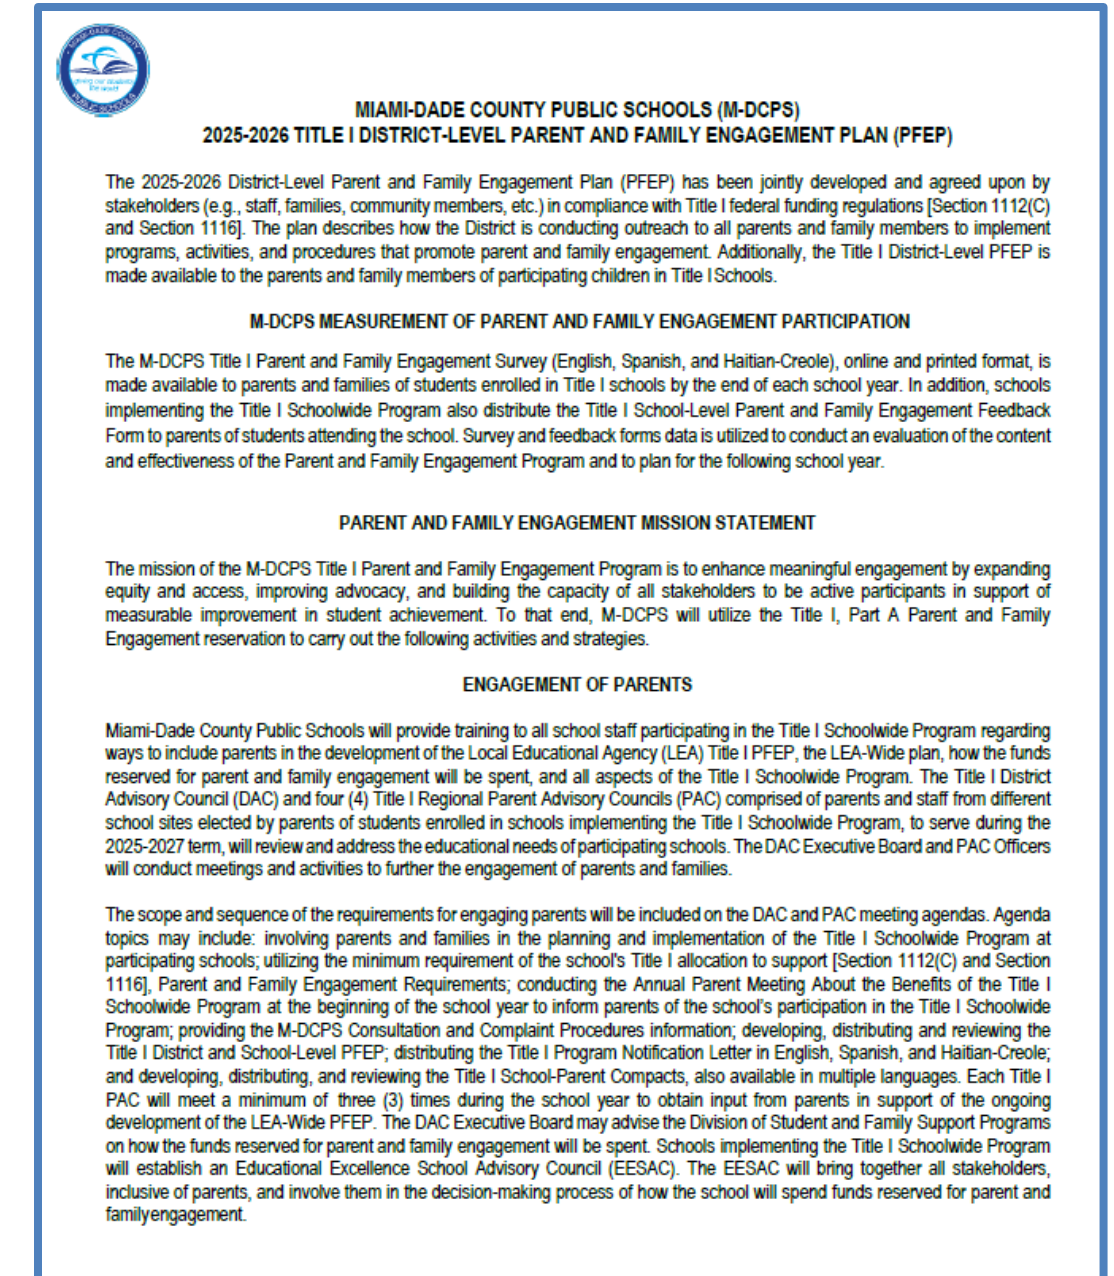 MIAMI-DADE COUNTY
giving our students
the world
PUBLIC SCHOOLS
MIAMI-DADE COUNTY PUBLIC SCHOOLS (M-DCPS)
2025-2026 TITLE I DISTRICT-LEVEL PARENT AND FAMILY ENGAGEMENT PLAN (PFEP)
The 2025-2026 District-Level Parent and Family Engagement Plan (PFEP) has been jointly developed and agreed upon by
stakeholders (e.g., staff, families, community members, etc.) in compliance with Title I federal funding regulations [Section 1112(C)
and Section 1116]. The plan describes how the District is conducting outreach to all parents and family members to implement
programs, activities, and procedures that promote parent and family engagement. Additionally, the Title I District-Level PFEP is
made available to the parents and family members of participating children in Title I Schools.
M-DCPS MEASUREMENT OF PARENT AND FAMILY ENGAGEMENT PARTICIPATION
The M-DCPS Title I Parent and Family Engagement Survey (English, Spanish, and Haitian-Creole), online and printed format, is
made available to parents and families of students enrolled in Title I schools by the end of each school year. In addition, schools
implementing the Title I Schoolwide Program also distribute the Title I School-Level Parent and Family Engagement Feedback
Form to parents of students attending the school. Survey and feedback forms data is utilized to conduct an evaluation of the content
and effectiveness of the Parent and Family Engagement Program and to plan for the following school year.
PARENT AND FAMILY ENGAGEMENT MISSION STATEMENT
The mission of the M-DCPS Title I Parent and Family Engagement Program is to enhance meaningful engagement by expanding
equity and access, improving advocacy, and building the capacity of all stakeholders to be active participants in support of
measurable improvement in student achievement. To that end, M-DCPS will utilize the Title I, Part A Parent and Family
Engagement reservation to carry out the following activities and strategies.
ENGAGEMENT OF PARENTS
Miami-Dade County Public Schools will provide training to all school staff participating in the Title I Schoolwide Program regarding
ways to include parents in the development of the Local Educational Agency (LEA) Title I PFEP, the LEA-Wide plan, how the funds
reserved for parent and family engagement will be spent, and all aspects of the Title I Schoolwide Program. The Title I District
Advisory Council (DAC) and four (4) Title I Regional Parent Advisory Councils (PAC) comprised of parents and staff from different
school sites elected by parents of students enrolled in schools implementing the Title I Schoolwide Program, to serve during the
2025-2027 term, will review and address the educational needs of participating schools. The DAC Executive Board and PAC Officers
will conduct meetings and activities to further the engagement of parents and families.
The scope and sequence of the requirements for engaging parents will be included on the DAC and PAC meeting agendas. Agenda
topics may include: involving parents and families in the planning and implementation of the Title I Schoolwide Program at
participating schools; utilizing the minimum requirement of the school's Title I allocation to support [Section 1112(C) and Section
1116], Parent and Family Engagement Requirements; conducting the Annual Parent Meeting About the Benefits of the Title I
Schoolwide Program at the beginning of the school year to inform parents of the school's participation in the Title I Schoolwide
Program; providing the M-DCPS Consultation and Complaint Procedures information; developing, distributing and reviewing the
Title I District and School-Level PFEP; distributing the Title I Program Notification Letter in English, Spanish, and Haitian-Creole;
and developing, distributing, and reviewing the Title I School-Parent Compacts, also available in multiple languages. Each Title I
PAC will meet a minimum of three (3) times during the school year to obtain input from parents in support of the ongoing
development of the LEA-Wide PFEP. The DAC Executive Board may advise the Division of Student and Family Support Programs
on how the funds reserved for parent and family engagement will be spent. Schools implementing the Title I Schoolwide Program
will establish an Educational Excellence School Advisory Council (EESAC). The EESAC will bring together all stakeholders,
inclusive of parents, and involve them in the decision-making process of how the school will spend funds reserved for parent and
familyengagement.